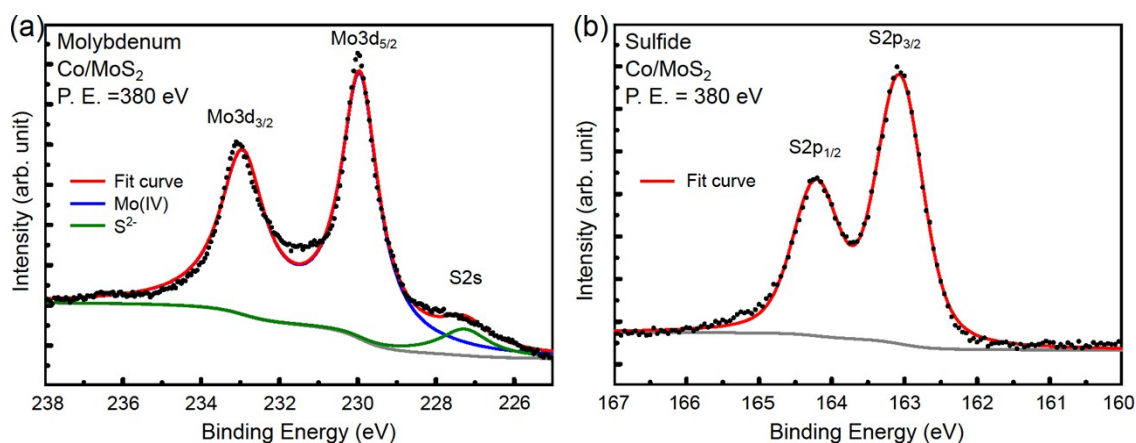 (a)
Molybdenum
Co/MoS₂
P. E. =380 eV
Mo3d₅/₂
Mo3d₃/₂
Fit curve
Mo(IV)
S²⁻
S2s
Intensity (arb. unit)
238 236 234 232 230 228 226
Binding Energy (eV)
(b)
Sulfide
Co/MoS₂
P. E. = 380 eV
S2p₃/₂
S2p₁/₂
Fit curve
Intensity (arb. unit)
167 166 165 164 163 162 161 160
Binding Energy (eV)